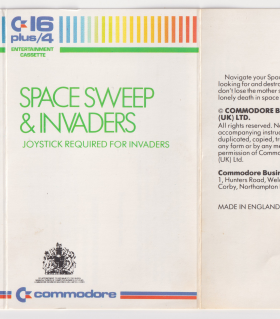 C16
plus/4
ENTERTAINMENT
CASSETTE
SPACE SWEEP
& INVADERS
JOYSTICK REQUIRED FOR INVADERS
commodore
Navigate your Spac
looking for and destro
don't lose the mother s
lonely death in space
© COMMODORE B
(UK) LTD.
All rights reserved. N
accompanying instruc
duplicated, copied, tr
any form or by any me
permission of Commo
(UK) Ltd.
Commodore Busin
1, Hunters Road, Wel
Corby, Northampton
MADE IN ENGLAND